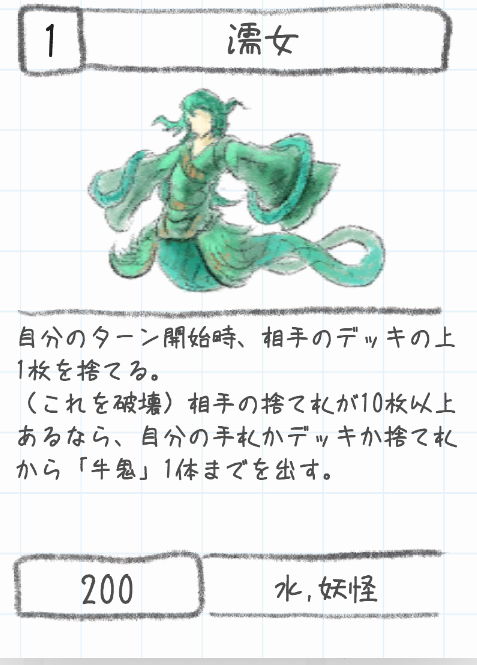 1
濡女
自分のターン開始時、相手のデッキの上
1枚を捨てる。
（これを破壊）相手の捨て札が10枚以上
あるなら、自分の手札かデッキか捨て札
から「牛鬼」1体までを出す。
200
水,妖怪